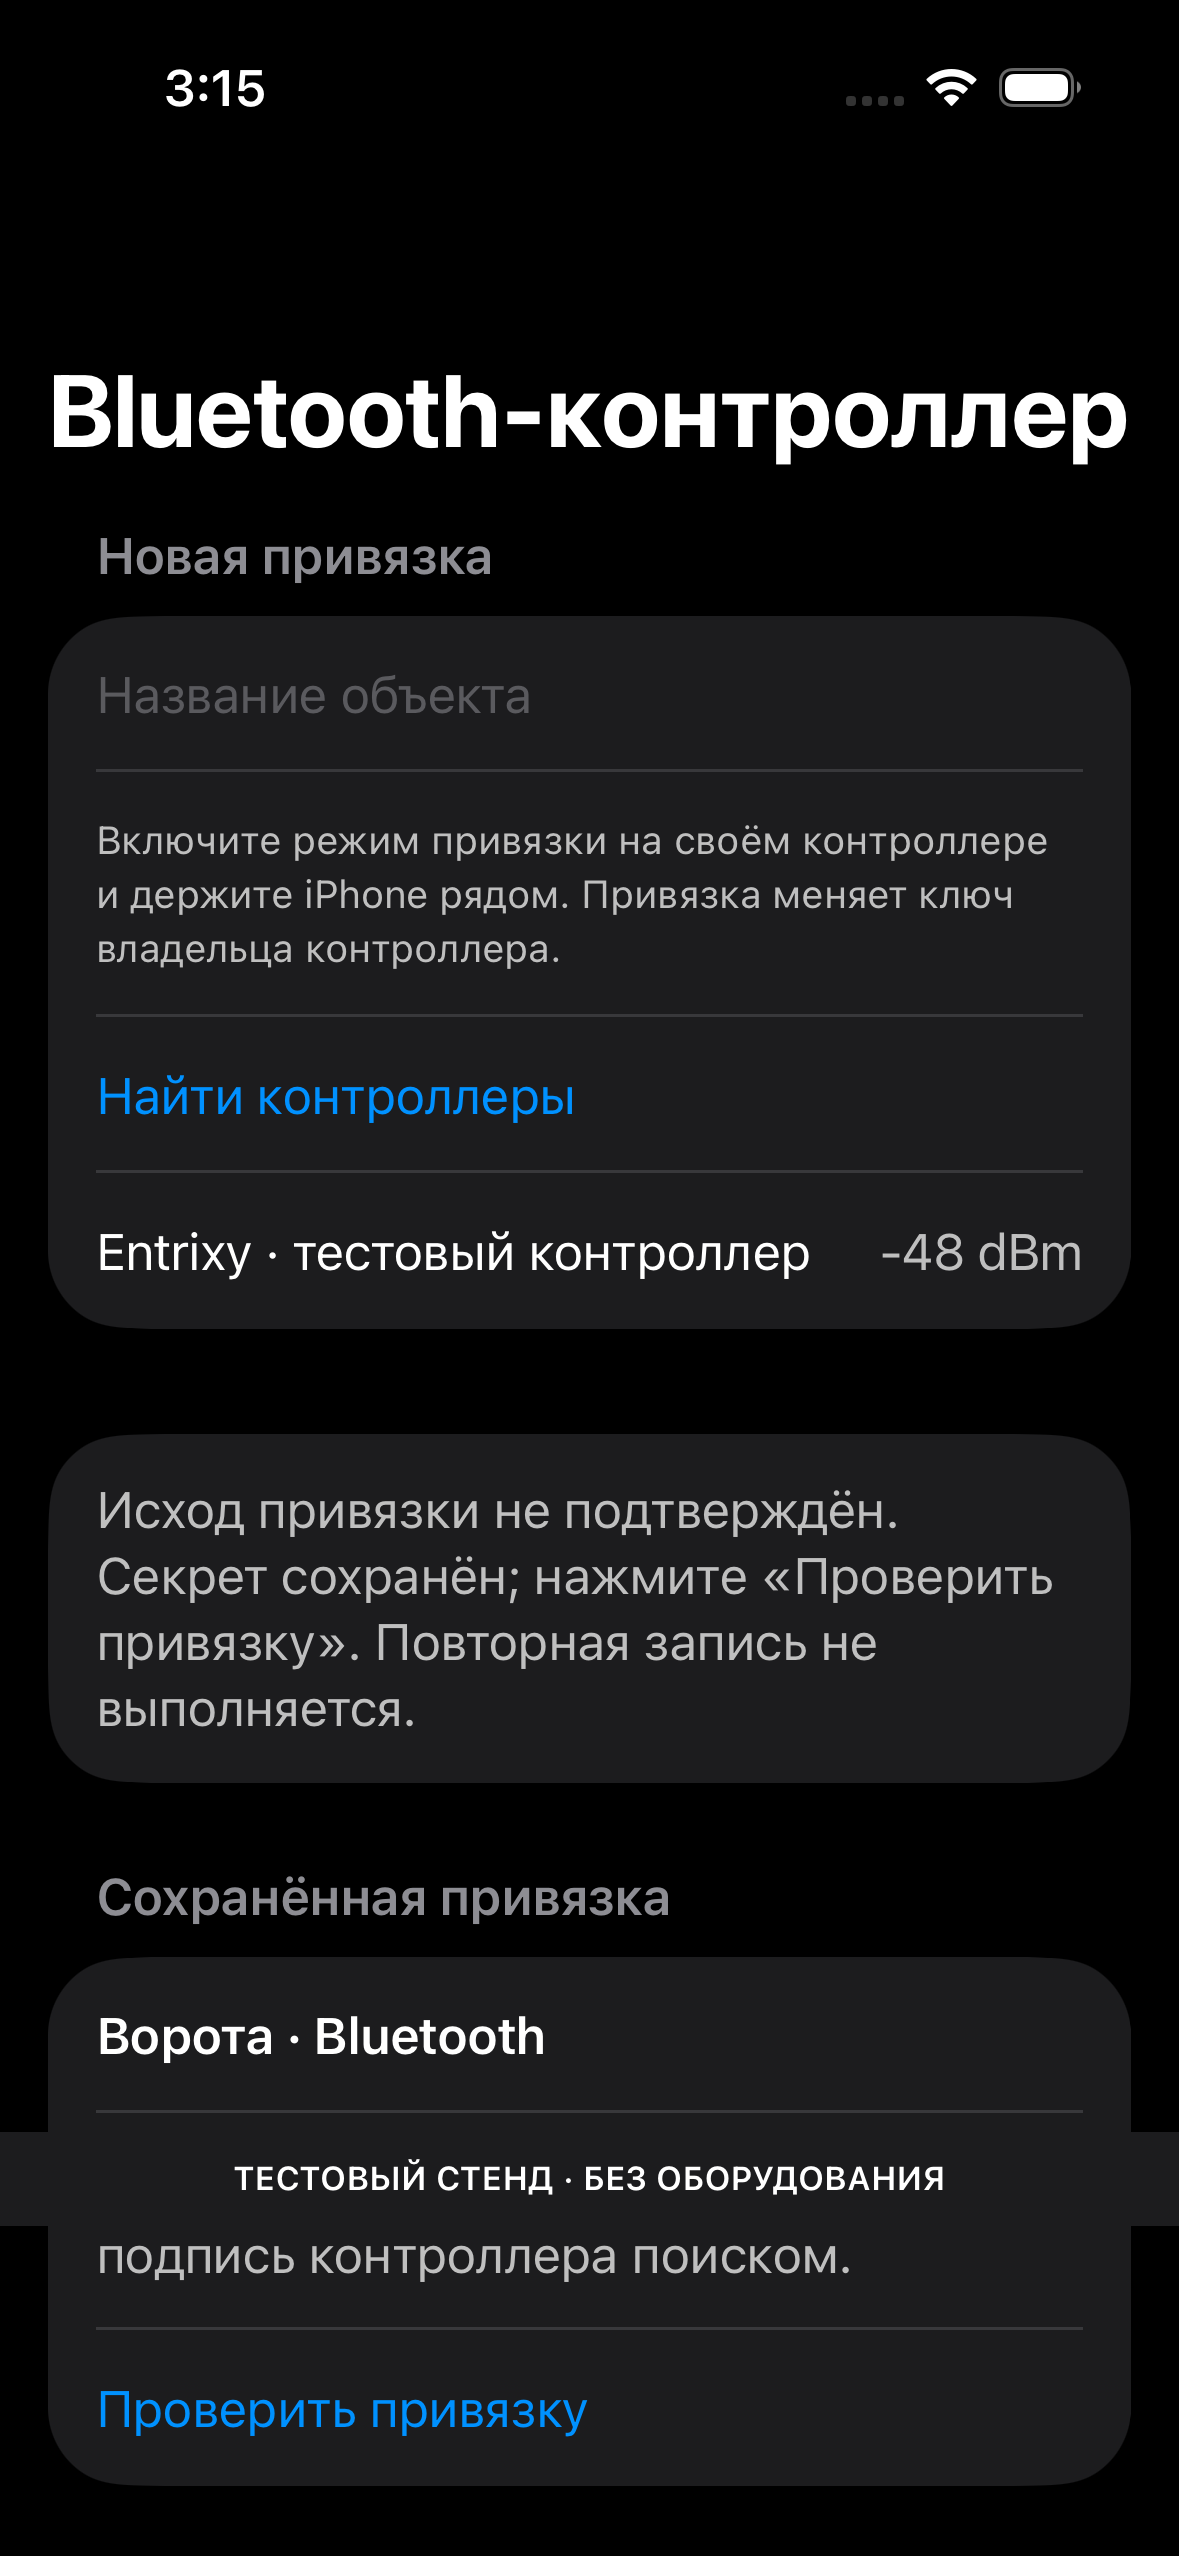 3:15
Bluetooth-контроллер
Новая привязка
Название объекта
Включите режим привязки на своём контроллере
и держите iPhone рядом. Привязка меняет ключ
владельца контроллера.
Найти контроллеры
Entrixy · тестовый контроллер -48 dBm
Исход привязки не подтверждён.
Секрет сохранён; нажмите «Проверить
привязку». Повторная запись не
выполняется.
Сохранённая привязка
Ворота · Bluetooth
ТЕСТОВЫЙ СТЕНД · БЕЗ ОБОРУДОВАНИЯ
подпись контроллера поиском.
Проверить привязку